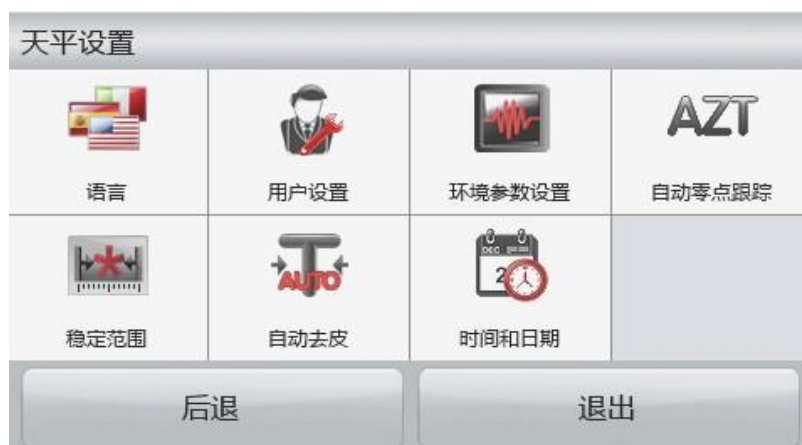 天平设置
AZT
语言
用户设置
环境参数设置
自动零点跟踪
AUTO
DEC
2
稳定范围
自动去皮
时间和日期
后退
退出